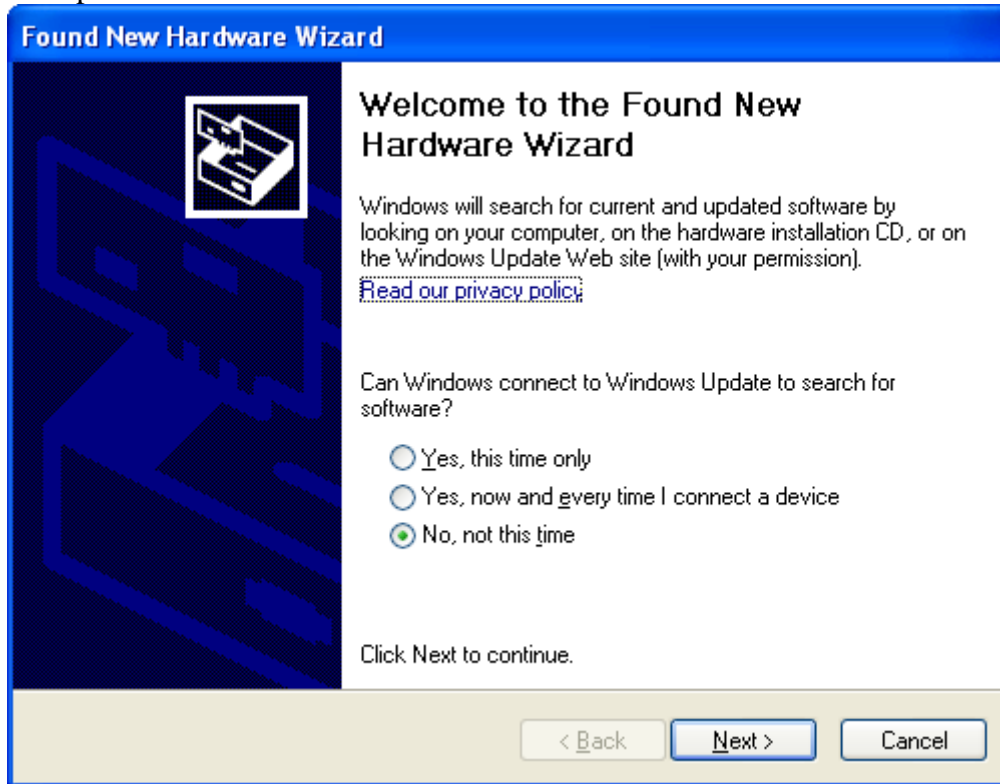 Found New Hardware Wizard
Welcome to the Found New
Hardware Wizard
Windows will search for current and updated software by
looking on your computer, on the hardware installation CD, or on
the Windows Update Web site (with your permission).
Read our privacy policy
Can Windows connect to Windows Update to search for
software?
Yes, this time only
Yes, now and every time I connect a device
No, not this time
Click Next to continue.
< Back
Next >
Cancel